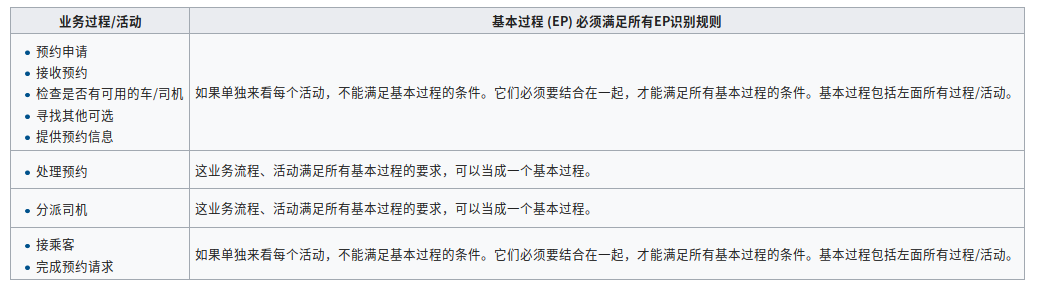 业务过程/活动
基本过程 (EP) 必须满足所有EP识别规则
预约申请
接收预约
检查是否有可用的车/司机
寻找其他可选
提供预约信息
如果单独来看每个活动，不能满足基本过程的条件。它们必须要结合在一起，才能满足所有基本过程的条件。基本过程包括左面所有过程/活动。
处理预约
这业务流程、活动满足所有基本过程的要求，可以当成一个基本过程。
分派司机
这业务流程、活动满足所有基本过程的要求，可以当成一个基本过程。
接乘客
完成预约请求
如果单独来看每个活动，不能满足基本过程的条件。它们必须要结合在一起，才能满足所有基本过程的条件。基本过程包括左面所有过程/活动。